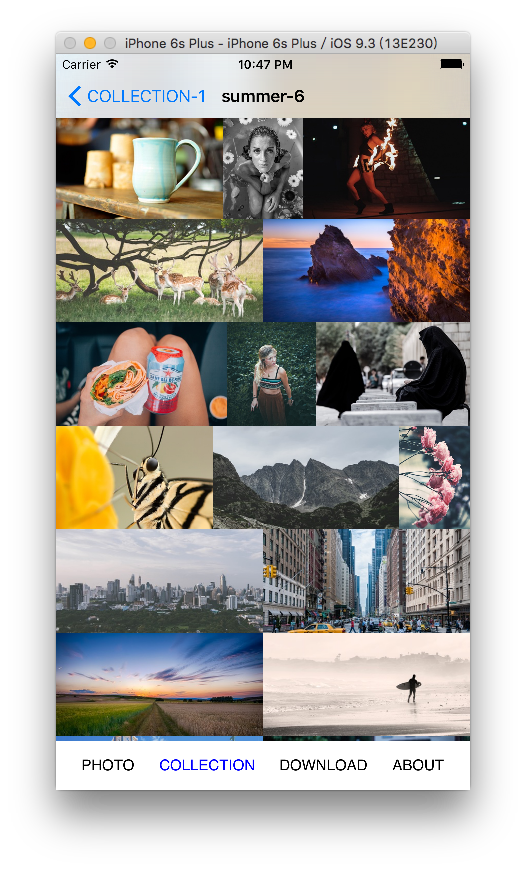 iPhone 6s Plus - iPhone 6s Plus / iOS 9.3 (13E230)
Carrier 10:47 PM
COLLECTION-1 summer-6
PHOTO COLLECTION DOWNLOAD ABOUT